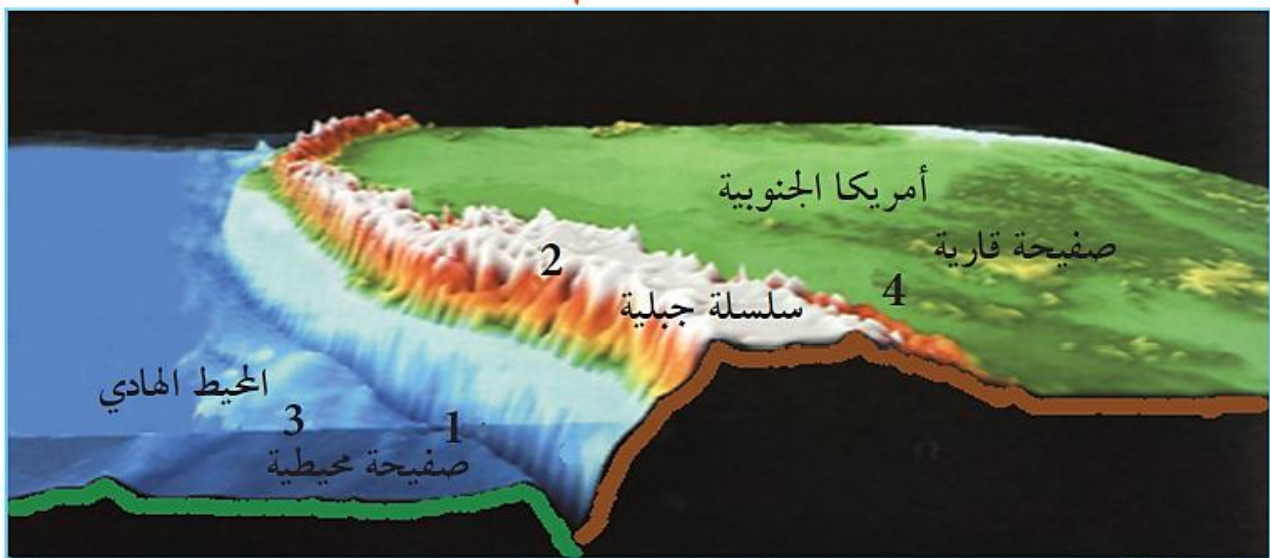 أمريكا الجنوبية
صفيحة قارية
4
2
سلسلة جبلية
المحيط الهادي
3
1
صفيحة محيطية